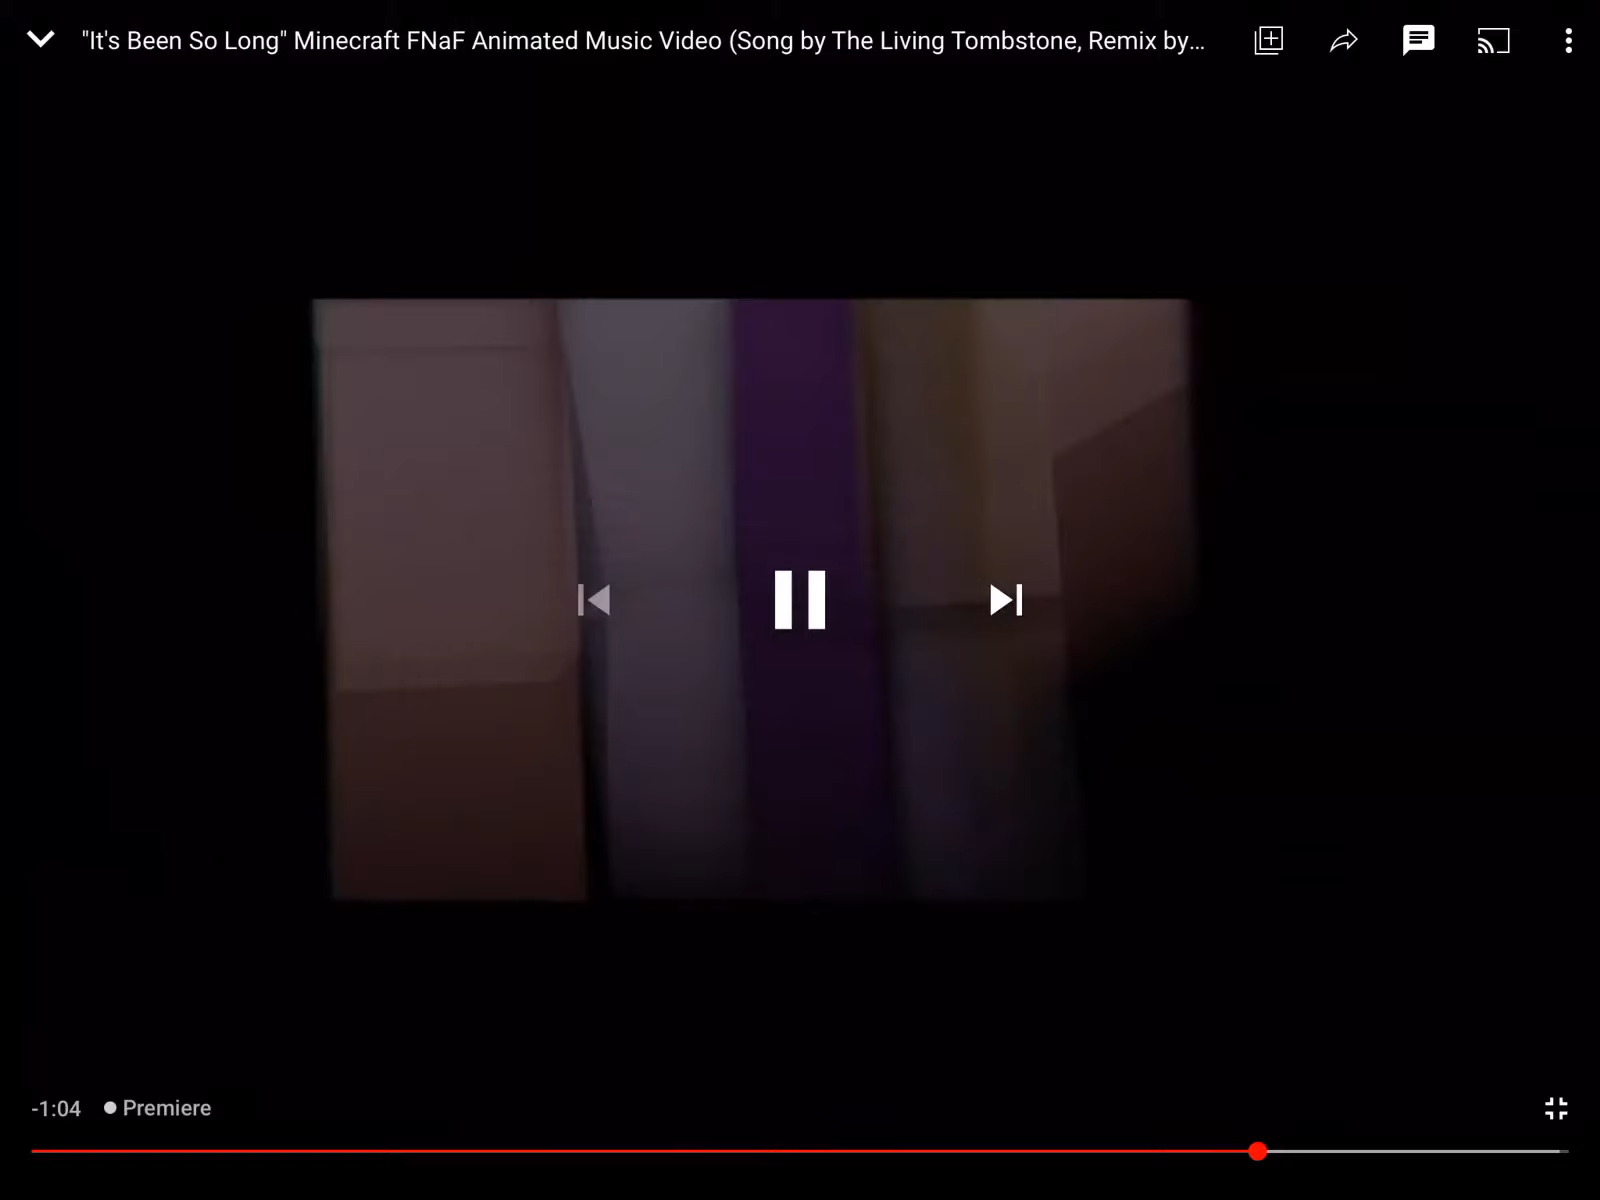 "It's Been So Long" Minecraft FNaF Animated Music Video (Song by The Living Tombstone, Remix by...
-1:04 ● Premiere